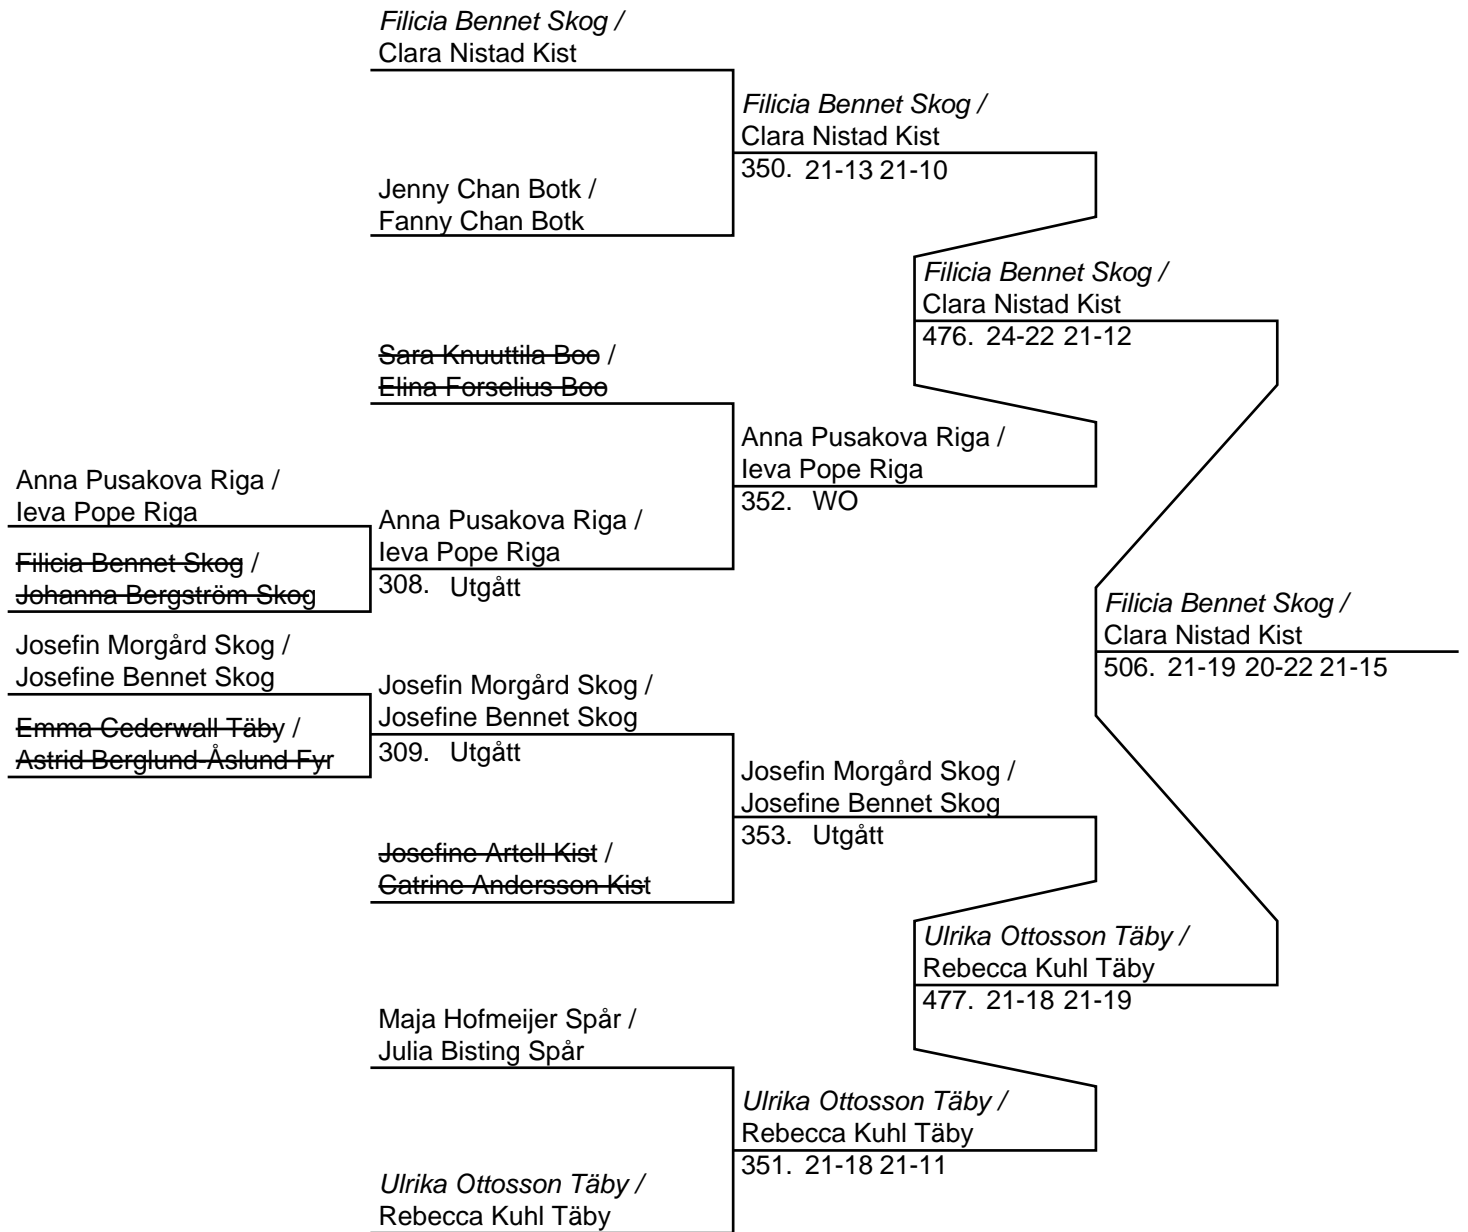 Filicia Bennet Skog /
Clara Nistad Kist
Filicia Bennet Skog /
Clara Nistad Kist
350. 21-13 21-10
Jenny Chan Botk /
Fanny Chan Botk
Filicia Bennet Skog /
Clara Nistad Kist
476. 24-22 21-12
Sara Knuuttila Boo /
Elina Forselius Boo
Anna Pusakova Riga /
Ieva Pope Riga
352. WO
Anna Pusakova Riga /
Ieva Pope Riga
Anna Pusakova Riga /
Ieva Pope Riga
308. Utgått
Filicia Bennet Skog /
Johanna Bergström Skog
Filicia Bennet Skog /
Clara Nistad Kist
506. 21-19 20-22 21-15
Josefin Morgård Skog /
Josefine Bennet Skog
Josefin Morgård Skog /
Josefine Bennet Skog
309. Utgått
Emma Cederwall Täby /
Astrid Berglund-Åslund Fyr
Josefin Morgård Skog /
Josefine Bennet Skog
353. Utgått
Josefine Artell Kist /
Catrine Andersson Kist
Ulrika Ottosson Täby /
Rebecca Kuhl Täby
477. 21-18 21-19
Maja Hofmeijer Spår /
Julia Bisting Spår
Ulrika Ottosson Täby /
Rebecca Kuhl Täby
351. 21-18 21-11
Ulrika Ottosson Täby /
Rebecca Kuhl Täby